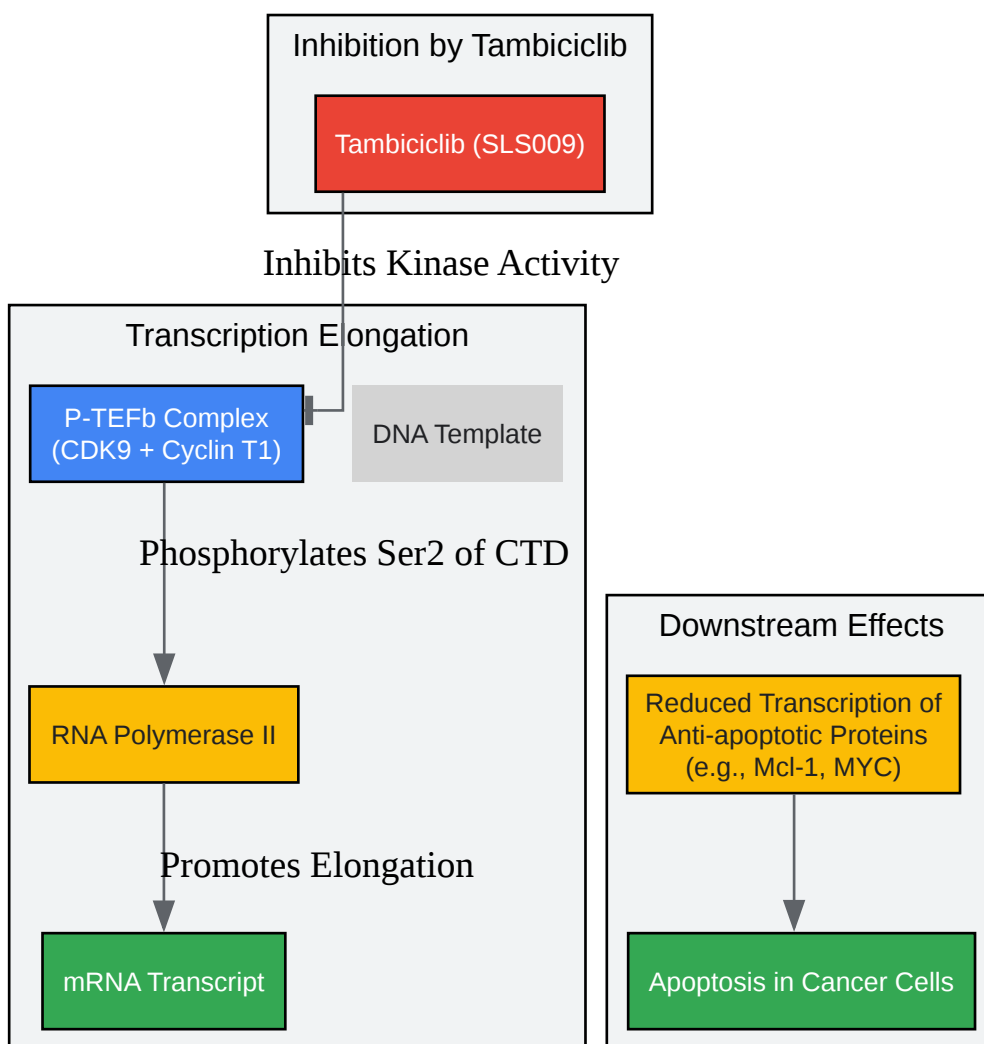 Inhibition by Tambiciclib
Tambiciclib (SLS009)
Inhibits Kinase Activity
Transcription Elongation
P-TEFb Complex
(CDK9 + Cyclin T1)
DNA Template
Phosphorylates Ser2 of CTD
RNA Polymerase II
Promotes Elongation
mRNA Transcript
Downstream Effects
Reduced Transcription of
Anti-apoptotic Proteins
(e.g., Mcl-1, MYC)
Apoptosis in Cancer Cells